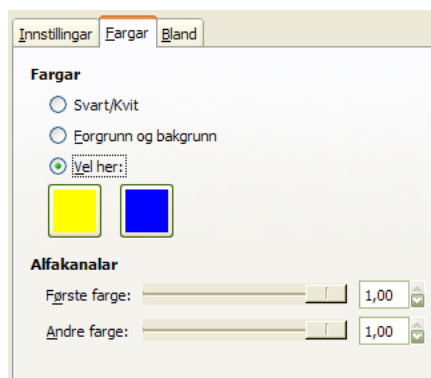 Innstillingar Fargar Bland
Fargar
Svart/Kvit
Forgrunn og bakgrunn
Vel her:
Alfakanalar
Første farge: 1,00
Andre farge: 1,00